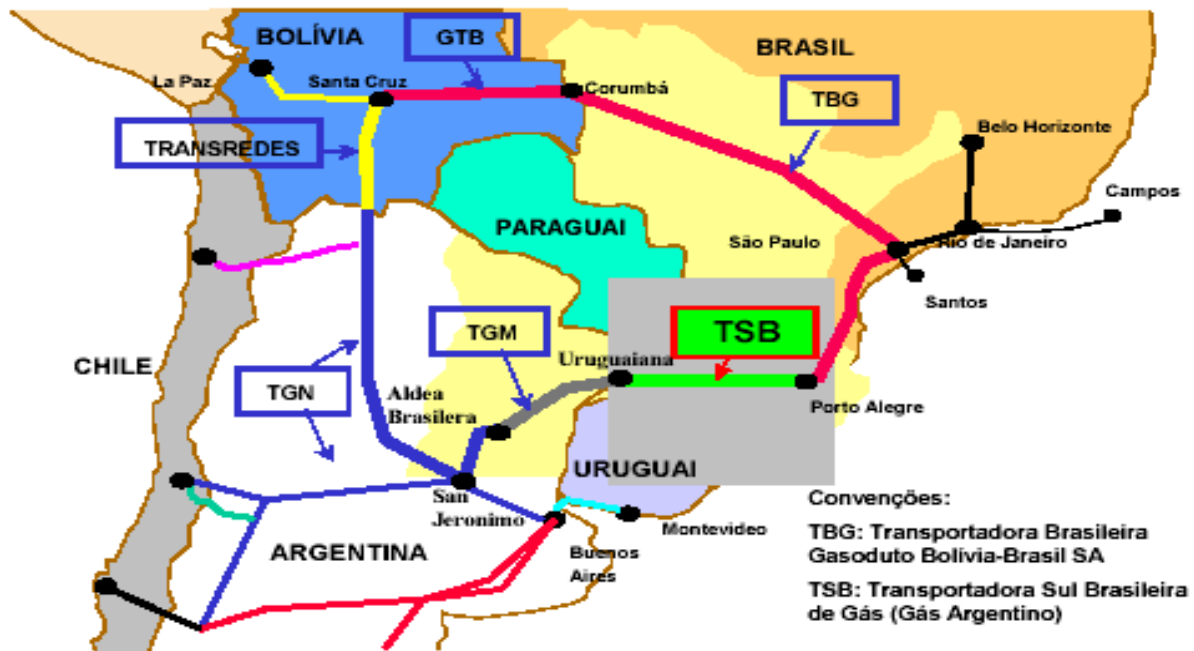 BOLÍVIA
GTB
BRASIL
La Paz
Santa Cruz
Corumbá
TBG
TRANSREDES
Belo Horizonte
Campos
PARAGUAI
São Paulo
Rio de Janeiro
Santos
TGM
TSB
Uruguaiana
CHILE
TGN
Aldea
Brasilera
Porto Alegre
URUGUAI
San
Jeronimo
Montevideo
ARGENTINA
Buenos
Aires
Convenções:
TBG: Transportadora Brasileira
Gasoduto Bolívia-Brasil SA
TSB: Transportadora Sul Brasileira
de Gás (Gás Argentino)